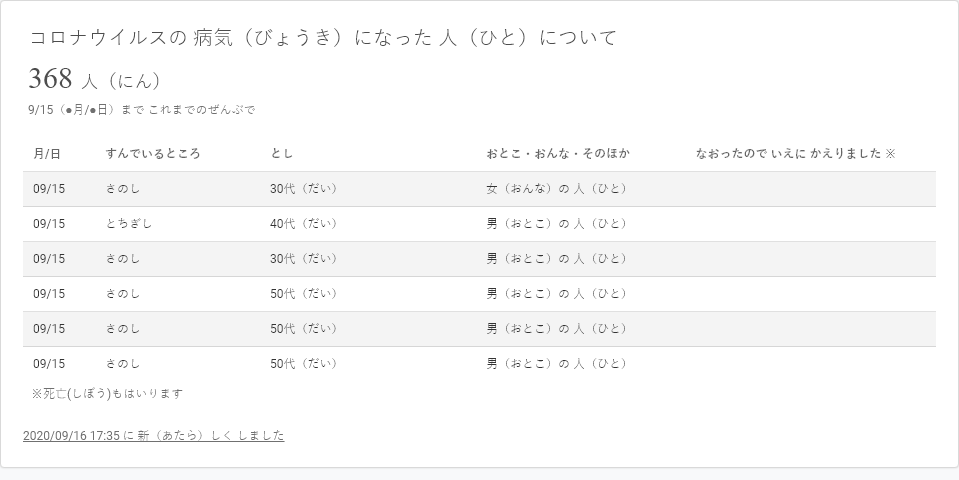 コロナウイルスの 病気（びょうき）になった 人（ひと）について
368 人（にん）
9/15（●月/●日）まで これまでのぜんぶで
月/日 すんでいるところ とし おとこ・おんな・そのほか なおったので いえに かえりました ※
09/15 さのし 30代（だい） 女（おんな）の 人（ひと）
09/15 とちぎし 40代（だい） 男（おとこ）の 人（ひと）
09/15 さのし 30代（だい） 男（おとこ）の 人（ひと）
09/15 さのし 50代（だい） 男（おとこ）の 人（ひと）
09/15 さのし 50代（だい） 男（おとこ）の 人（ひと）
09/15 さのし 50代（だい） 男（おとこ）の 人（ひと）
※死亡(しぼう)もはいります
2020/09/16 17:35 に 新（あたら）しく しました